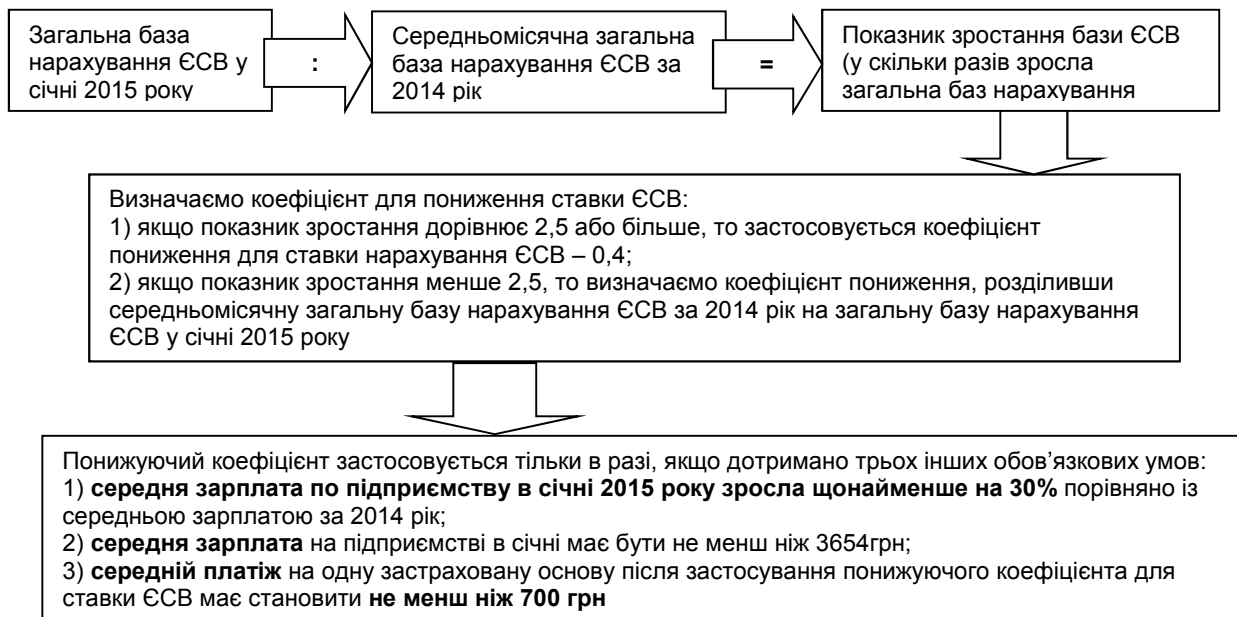 Загальна база
нарахування ЄСВ у
січні 2015 року
:
Середньомісячна загальна
база нарахування ЄСВ за
2014 рік
=
Показник зростання бази ЄСВ
(у скільки разів зросла
загальна баз нарахування
Визначаємо коефіцієнт для пониження ставки ЄСВ:
1) якщо показник зростання дорівнює 2,5 або більше, то застосовується коефіцієнт
пониження для ставки нарахування ЄСВ – 0,4;
2) якщо показник зростання менше 2,5, то визначаємо коефіцієнт пониження, розділивши
середньомісячну загальну базу нарахування ЄСВ за 2014 рік на загальну базу нарахування
ЄСВ у січні 2015 року
Понижуючий коефіцієнт застосовується тільки в разі, якщо дотримано трьох інших обов’язкових умов:
1) середня зарплата по підприємству в січні 2015 року зросла щонайменше на 30% порівняно із
середньою зарплатою за 2014 рік;
2) середня зарплата на підприємстві в січні має бути не менш ніж 3654грн;
3) середній платіж на одну застраховану основу після застосування понижуючого коефіцієнта для
ставки ЄСВ має становити не менш ніж 700 грн